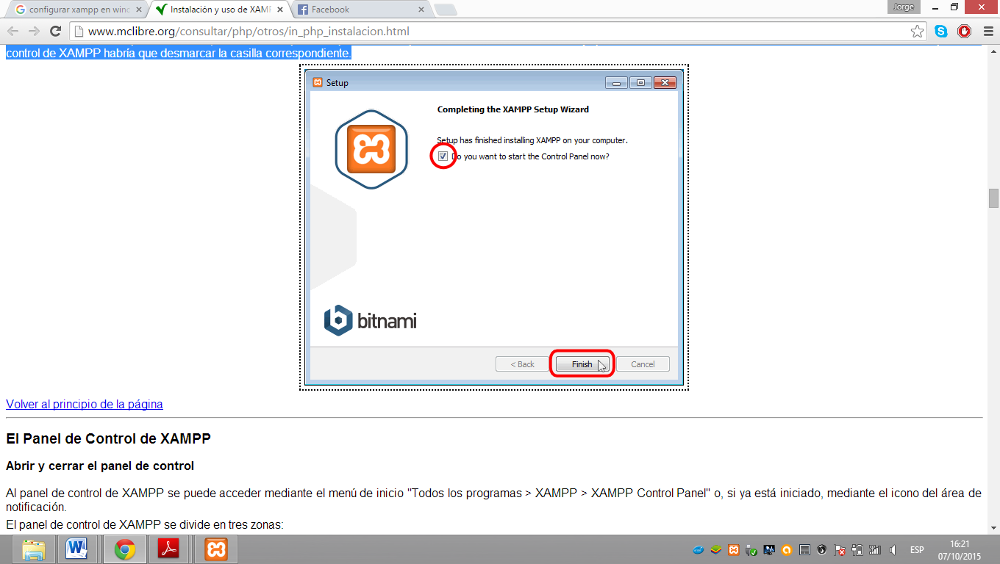 configurar xampp en winc
Instalación y uso de XAMF
Facebook
Jorge
www.mclibre.org/consultar/php/otros/in_php_instalacion.html
control de XAMPP habría que desmarcar la casilla correspondiente.
Setup
Completing the XAMPP Setup Wizard
Setup has finished installing XAMPP on your computer.
Do you want to start the Control Panel now?
bitnami
< Back
Finish
Cancel
Volver al principio de la página
El Panel de Control de XAMPP
Abrir y cerrar el panel de control
Al panel de control de XAMPP se puede acceder mediante el menú de inicio "Todos los programas > XAMPP > XAMPP Control Panel" o, si ya está iniciado, mediante el icono del área de
notificación.
El panel de control de XAMPP se divide en tres zonas:
ESP
16:21
07/10/2015